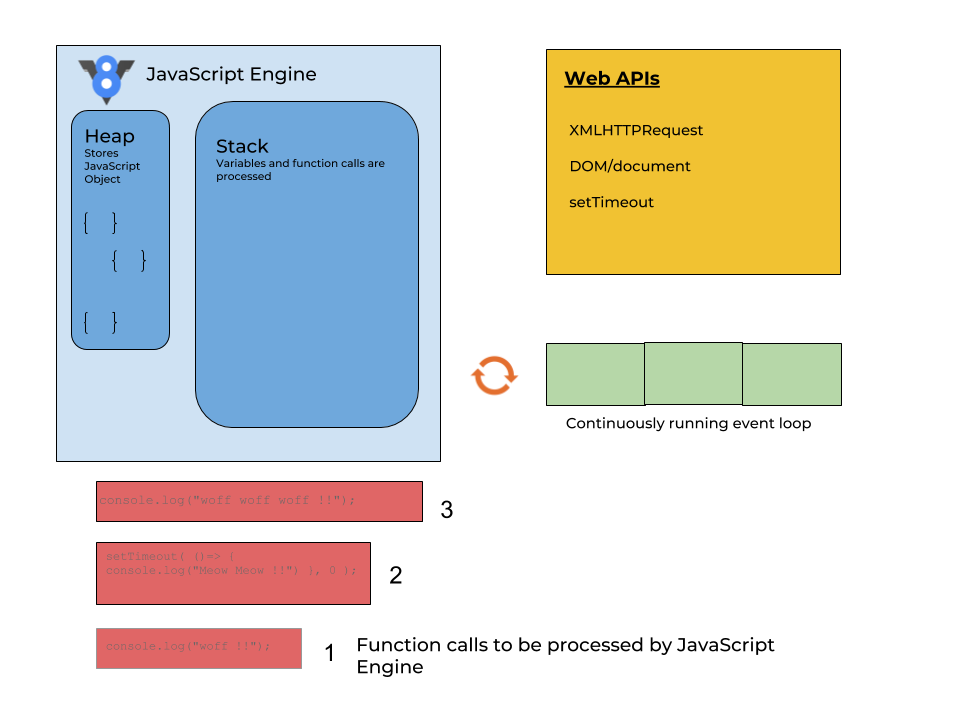 8
JavaScript Engine
Heap
Stores
JavaScript
Object
{ }
{ }
{ }
Stack
Variables and function calls are
processed
Web APIs
XMLHTTPRequest
DOM/document
setTimeout
Continuously running event loop
console.log("woff woff woff !!");
3
setTimeout( ()=> {
console.log("Meow Meow !!") }, 0 );
2
console.log("woff !!");
1
Function calls to be processed by JavaScript
Engine